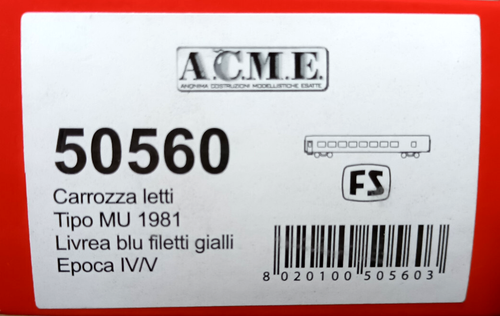 A.C.M.E.
ANONIMA COSTRUZIONI MODELLISTICHE ESATTE
50560
Carrozza letti
Tipo MU 1981
Livrea blu filetti gialli
Epoca IV/V
FS
8 020100 505603